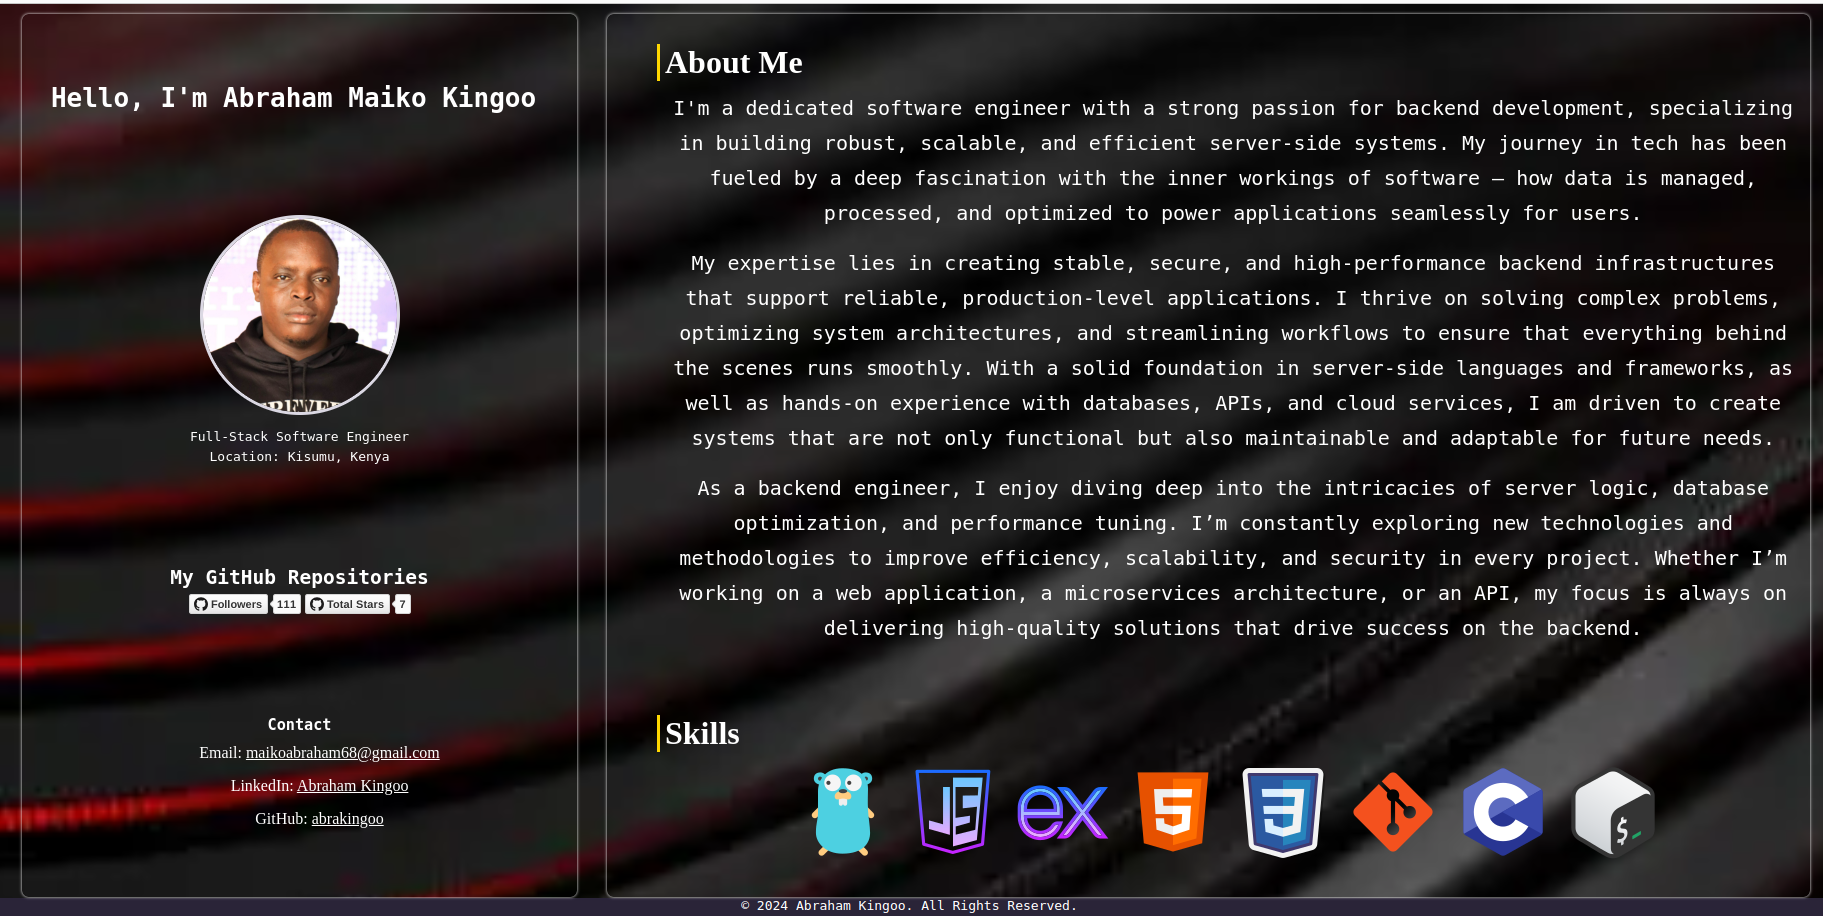 Hello, I'm Abraham Maiko Kingoo
Full-Stack Software Engineer
Location: Kisumu, Kenya
My GitHub Repositories
Followers 111 Total Stars 7
Contact
Email: maikoabraham68@gmail.com
LinkedIn: Abraham Kingoo
GitHub: abrakingoo
About Me
I'm a dedicated software engineer with a strong passion for backend development, specializing
in building robust, scalable, and efficient server-side systems. My journey in tech has been
fueled by a deep fascination with the inner workings of software — how data is managed,
processed, and optimized to power applications seamlessly for users.
My expertise lies in creating stable, secure, and high-performance backend infrastructures
that support reliable, production-level applications. I thrive on solving complex problems,
optimizing system architectures, and streamlining workflows to ensure that everything behind
the scenes runs smoothly. With a solid foundation in server-side languages and frameworks, as
well as hands-on experience with databases, APIs, and cloud services, I am driven to create
systems that are not only functional but also maintainable and adaptable for future needs.
As a backend engineer, I enjoy diving deep into the intricacies of server logic, database
optimization, and performance tuning. I’m constantly exploring new technologies and
methodologies to improve efficiency, scalability, and security in every project. Whether I’m
working on a web application, a microservices architecture, or an API, my focus is always on
delivering high-quality solutions that drive success on the backend.
Skills
JS ex 5 3 C $_
© 2024 Abraham Kingoo. All Rights Reserved.